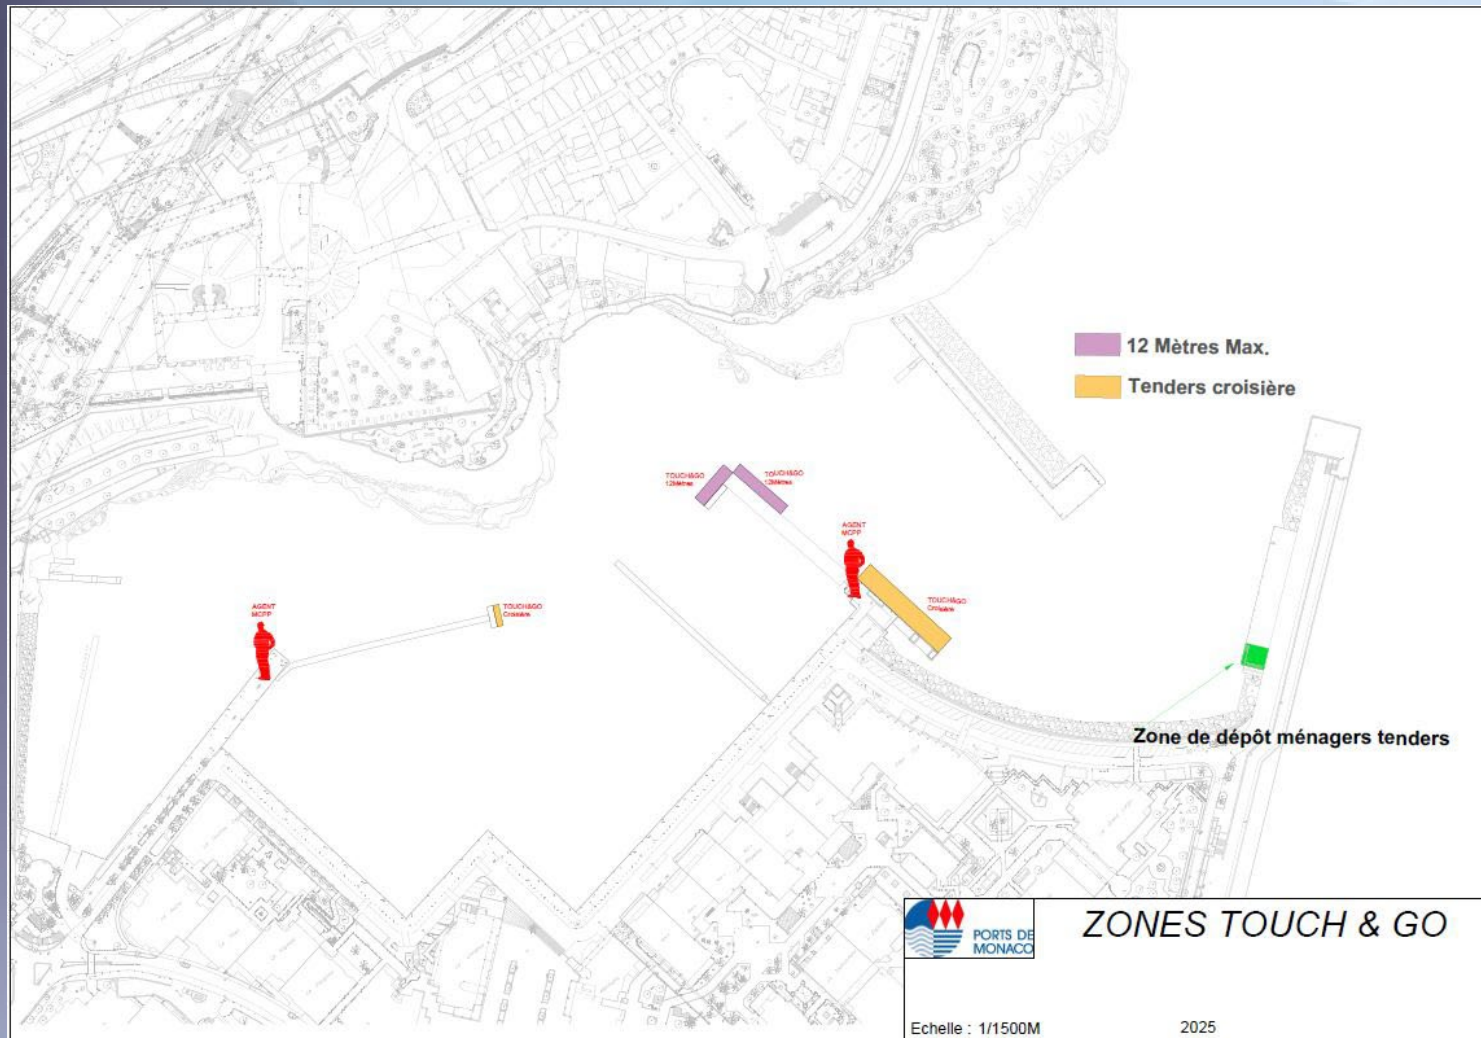 12 Mètres Max.
Tenders croisière
TOUCH&GO
12Mètres
TOUCH&GO
12Mètres
AGENT
MCPP
TOUCH&GO
Croisière
AGENT
MCPP
TOUCH&GO
Croisière
Zone de dépôt ménagers tenders
PORTS DE
MONACO
ZONES TOUCH & GO
Echelle : 1/1500M
2025